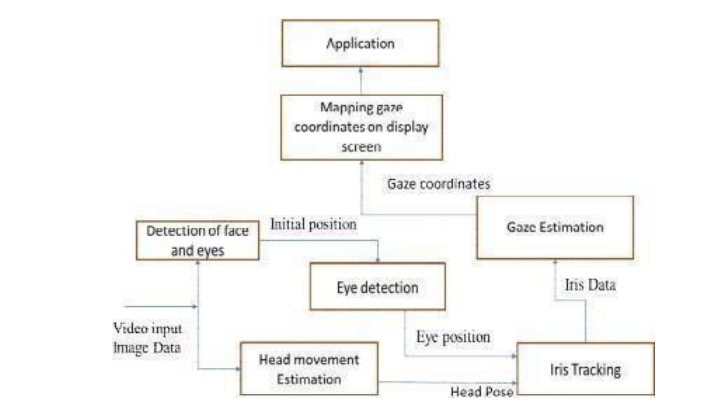 Application
Mapping gaze
coordinates on display
screen
Gaze coordinates
Gaze Estimation
Detection of face
and eyes
Initial position
Eye detection
Iris Data
Video input
Image Data
Eye position
Head movement
Estimation
Iris Tracking
Head Pose